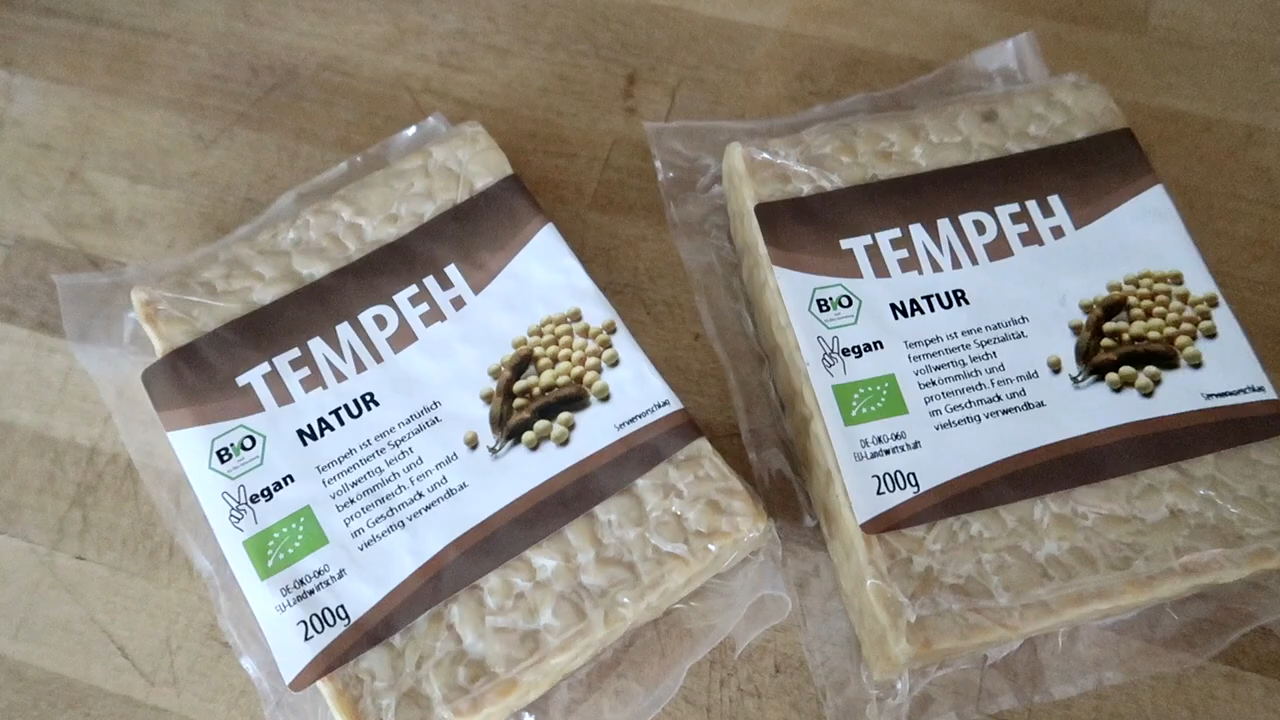 TEMPEH
NATUR
BIO
Vegan
Tempeh ist eine natürlich
fermentierte Spezialität,
vollwertig, leicht
bekömmlich und
proteinreich. Fein-mild
im Geschmack und
vielseitig verwendbar.
Serviervorschlag
DE-ÖKO-060
EU-Landwirtschaft
200g
TEMPEH
NATUR
BIO
Vegan
Tempeh ist eine natürlich
fermentierte Spezialität,
vollwertig, leicht
bekömmlich und
proteinreich. Fein-mild
im Geschmack und
vielseitig verwendbar.
Serviervorschlag
DE-ÖKO-060
EU-Landwirtschaft
200g